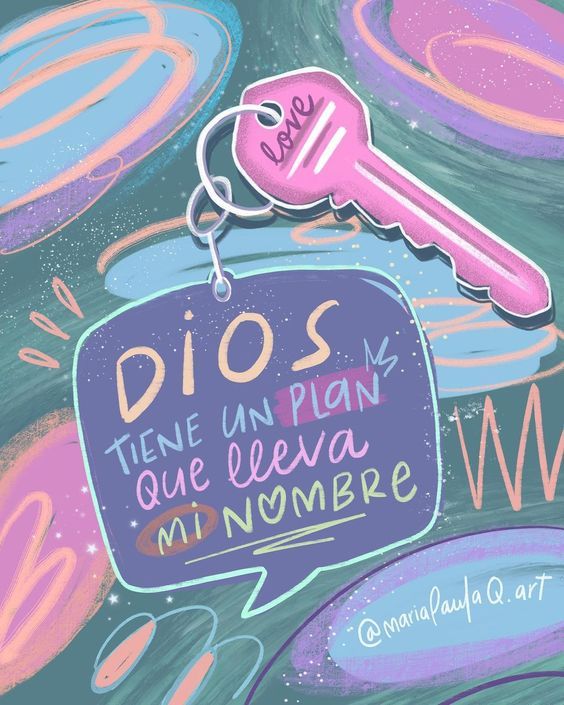 love
DiOS
TIENE UN PLAN
QUE lleva
Mi NOMBRE
@mariaPaulaQ.art